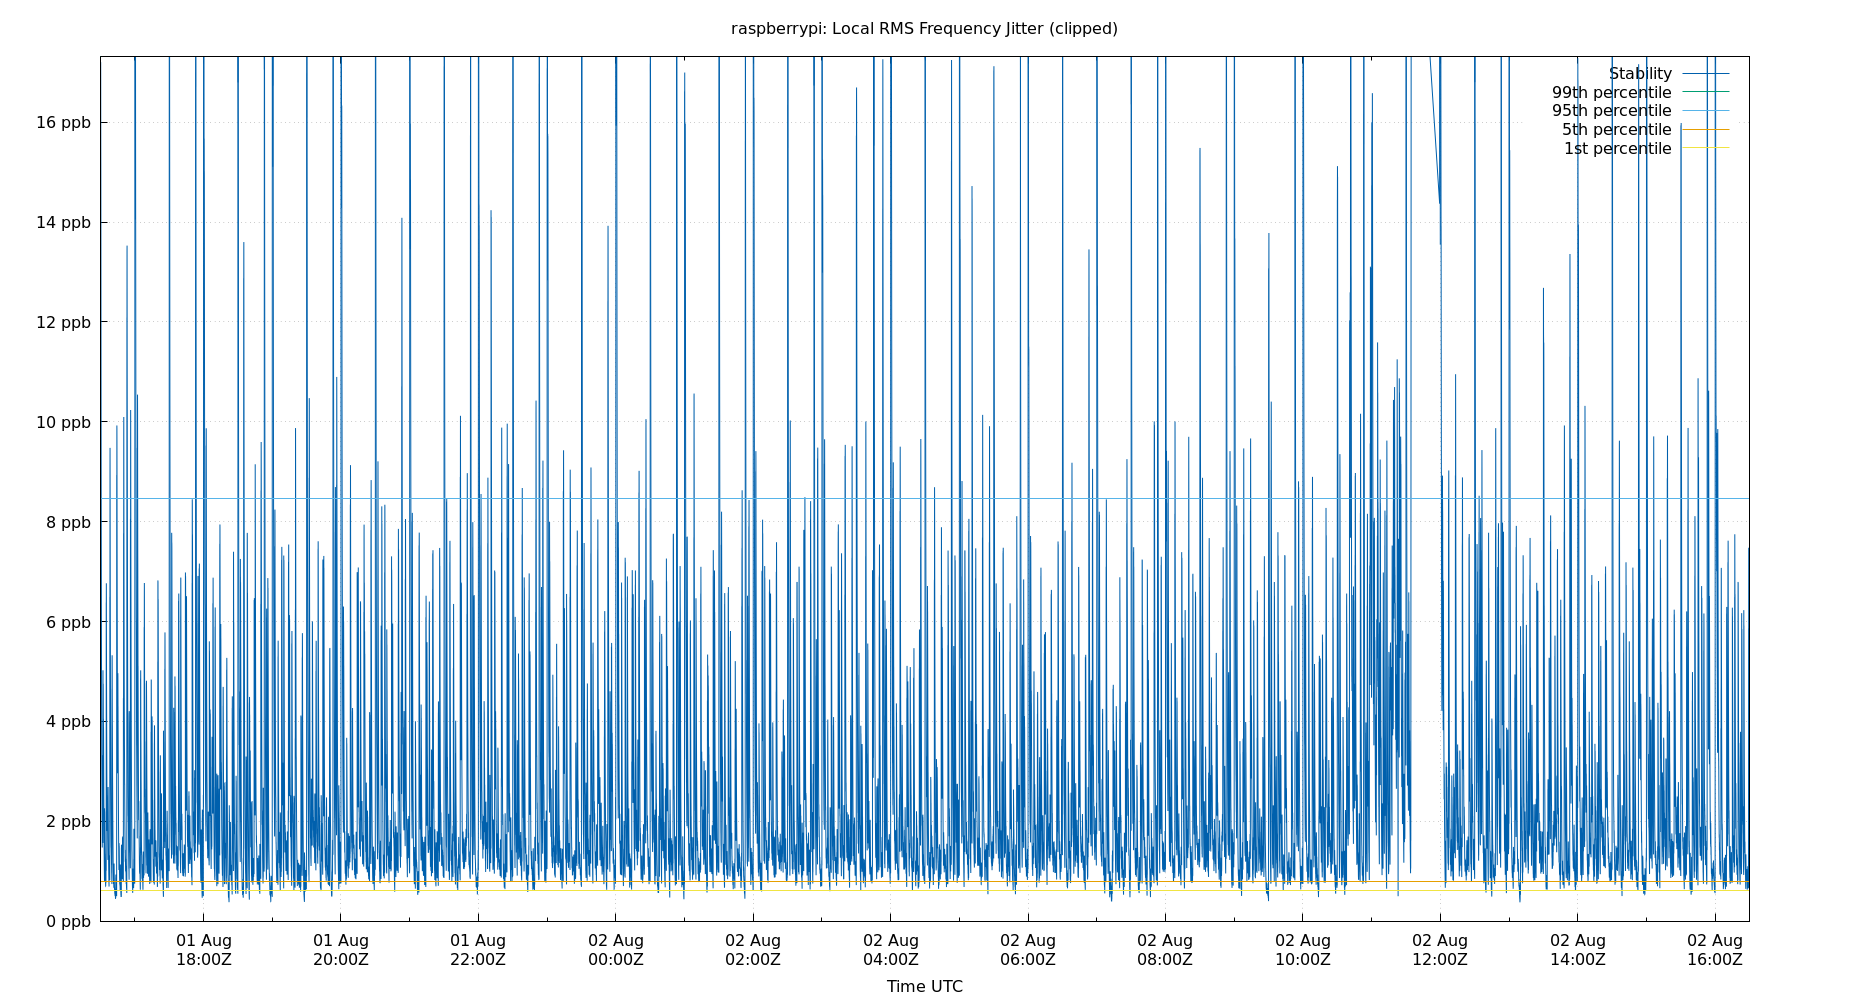 raspberrypi: Local RMS Frequency Jitter (clipped)
Stability
99th percentile
95th percentile
5th percentile
1st percentile
16 ppb
14 ppb
12 ppb
10 ppb
8 ppb
6 ppb
4 ppb
2 ppb
0 ppb
01 Aug 01 Aug 01 Aug 02 Aug 02 Aug 02 Aug 02 Aug 02 Aug 02 Aug 02 Aug 02 Aug 02 Aug
18:00Z 20:00Z 22:00Z 00:00Z 02:00Z 04:00Z 06:00Z 08:00Z 10:00Z 12:00Z 14:00Z 16:00Z
Time UTC